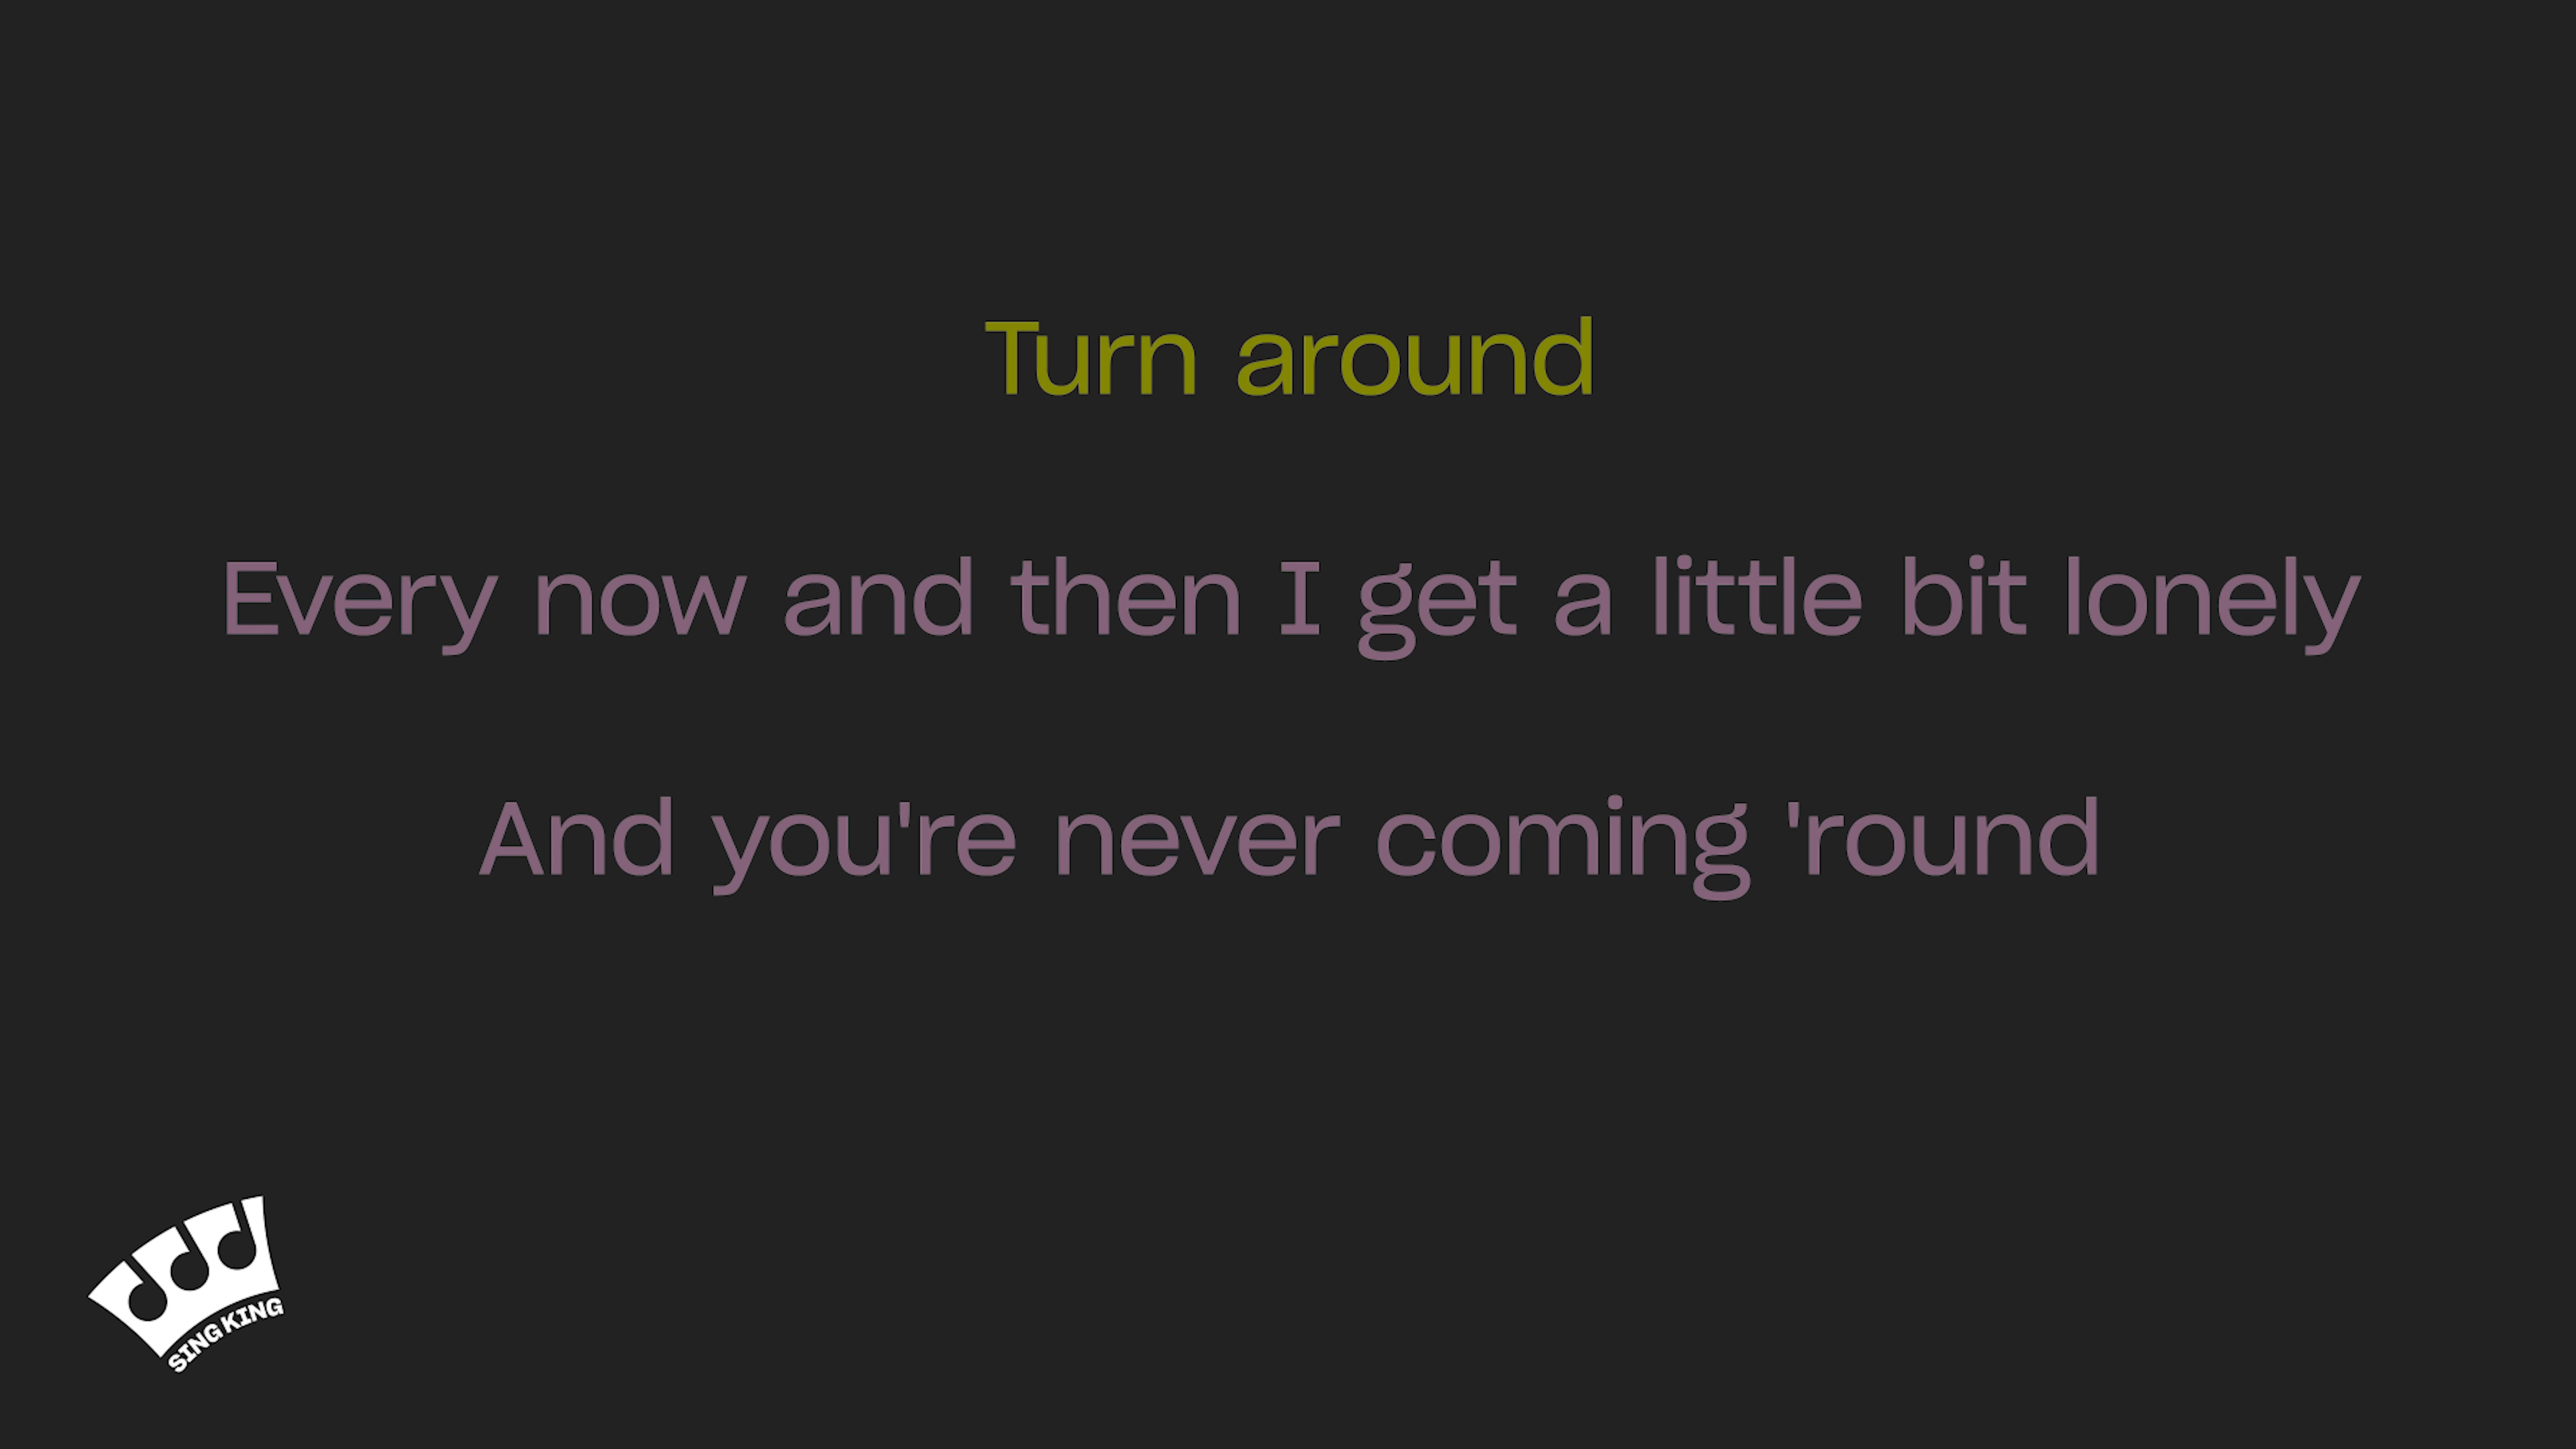 Turn around
Every now and then I get a little bit lonely
And you're never coming 'round
SING KING